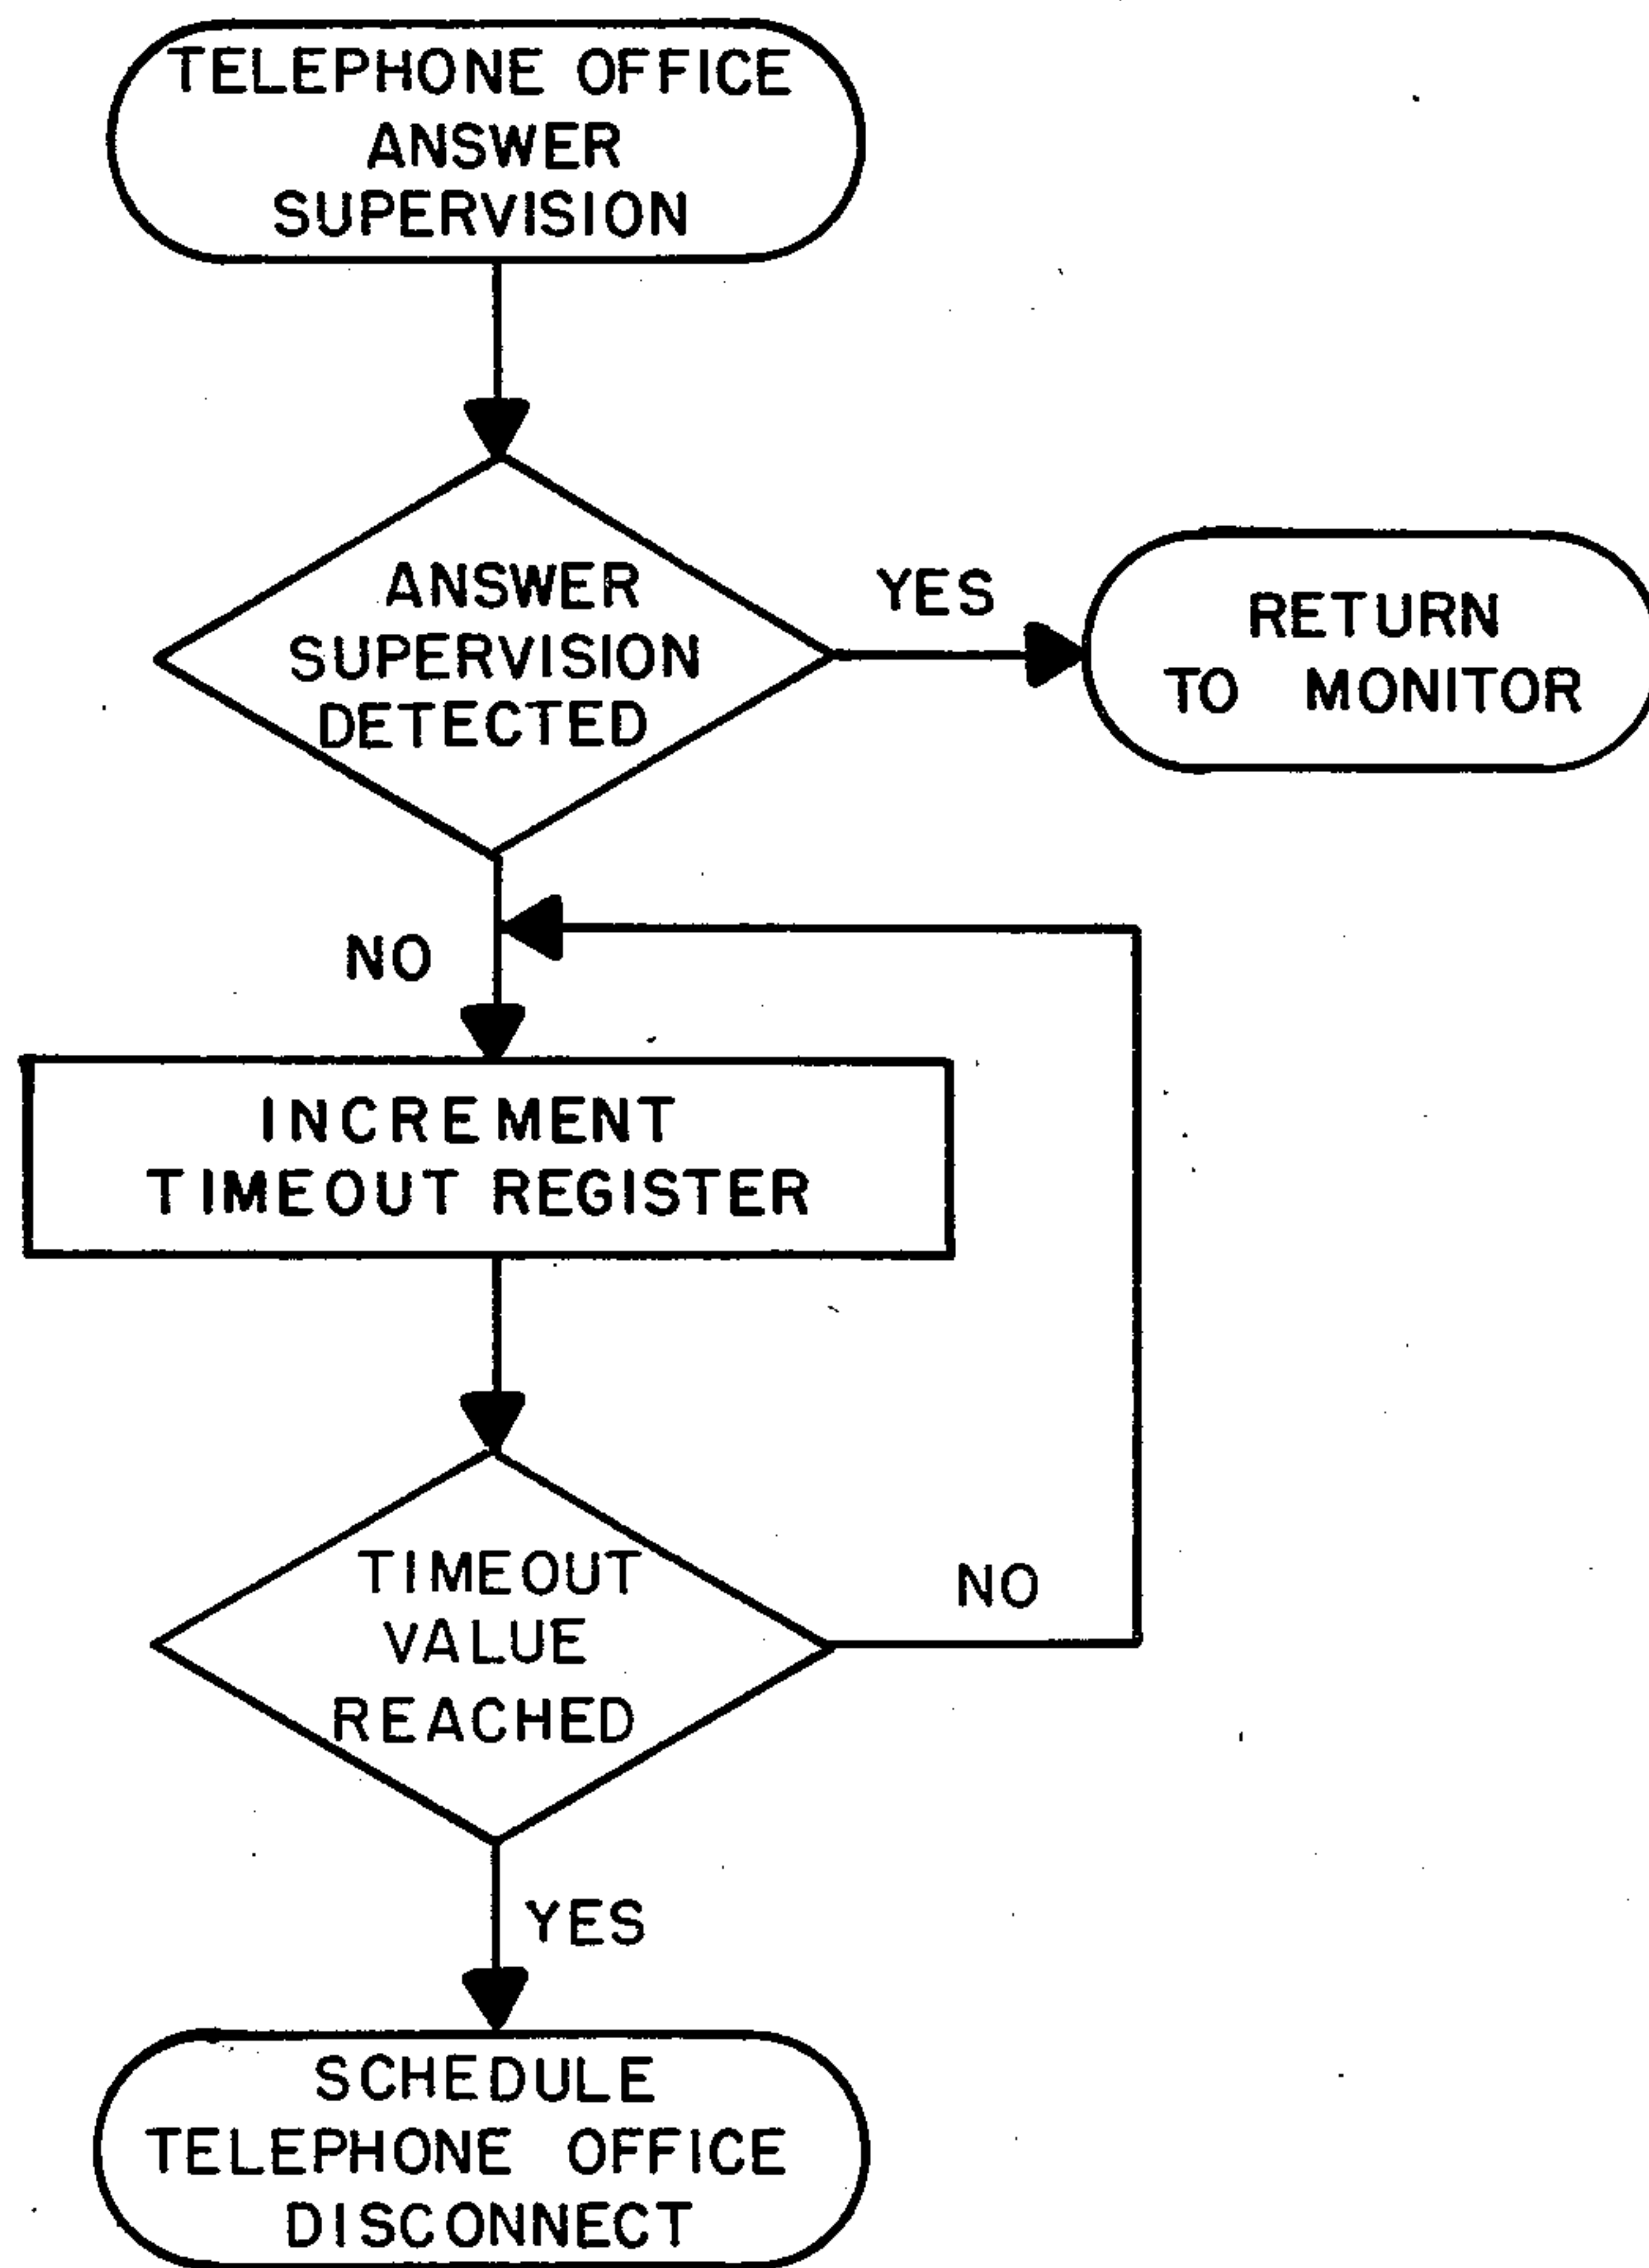 TELEPHONE OFFICE
ANSWER
SUPERVISION
ANSWER
SUPERVISION
DETECTED
YES
RETURN
TO MONITOR
NO
INCREMENT
TIMEOUT REGISTER
TIMEOUT
VALUE
REACHED
NO
YES
SCHEDULE
TELEPHONE OFFICE
DISCONNECT